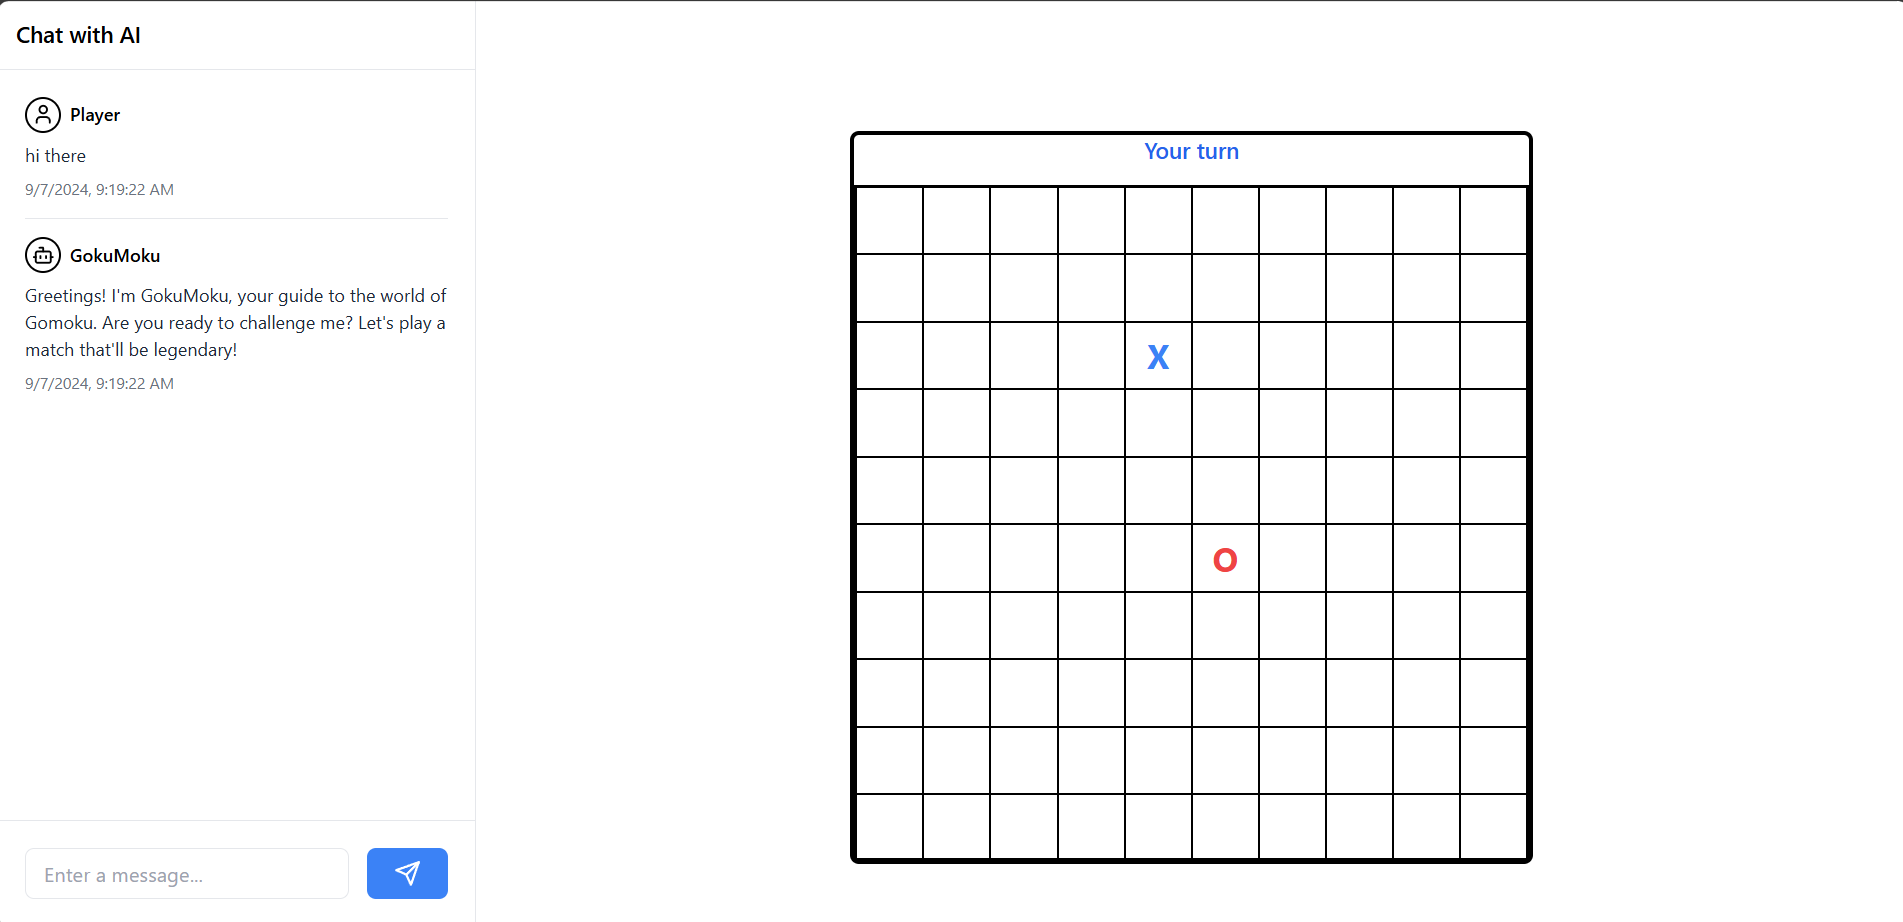 Chat with AI
Player
hi there
9/7/2024, 9:19:22 AM
GokuMoku
Greetings! I'm GokuMoku, your guide to the world of
Gomoku. Are you ready to challenge me? Let's play a
match that'll be legendary!
9/7/2024, 9:19:22 AM
Enter a message...
Your turn
X
O